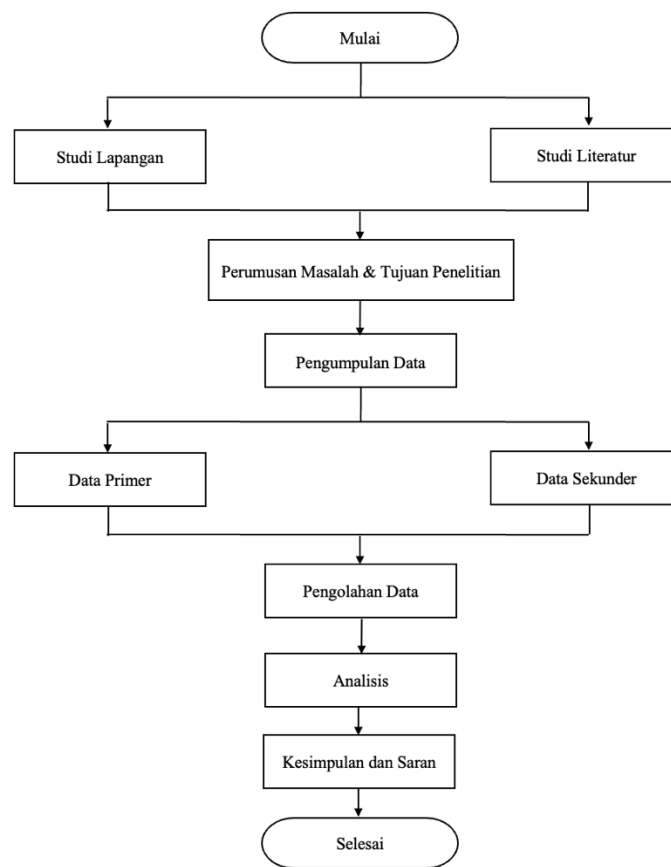 Mulai
Studi Lapangan
Studi Literatur
Perumusan Masalah & Tujuan Penelitian
Pengumpulan Data
Data Primer
Data Sekunder
Pengolahan Data
Analisis
Kesimpulan dan Saran
Selesai